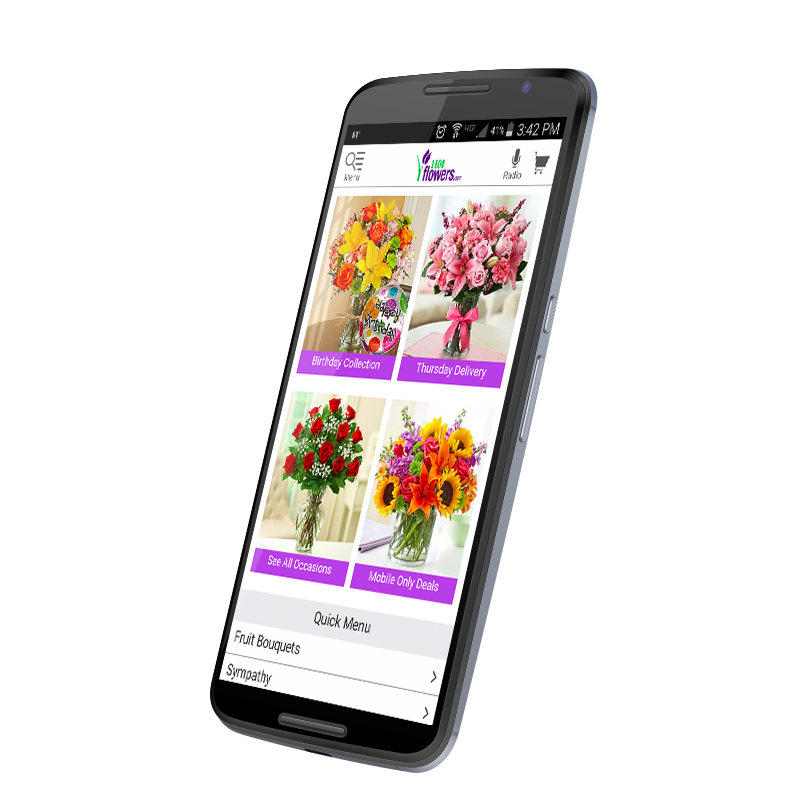 61°
4G LTE 41% 3:42 PM
Menu
1 800
flowers.com
Radio
Happy
Birthday
Birthday Collection
Thursday Delivery
See All Occasions
Mobile Only Deals
Quick Menu
Fruit Bouquets
Sympathy